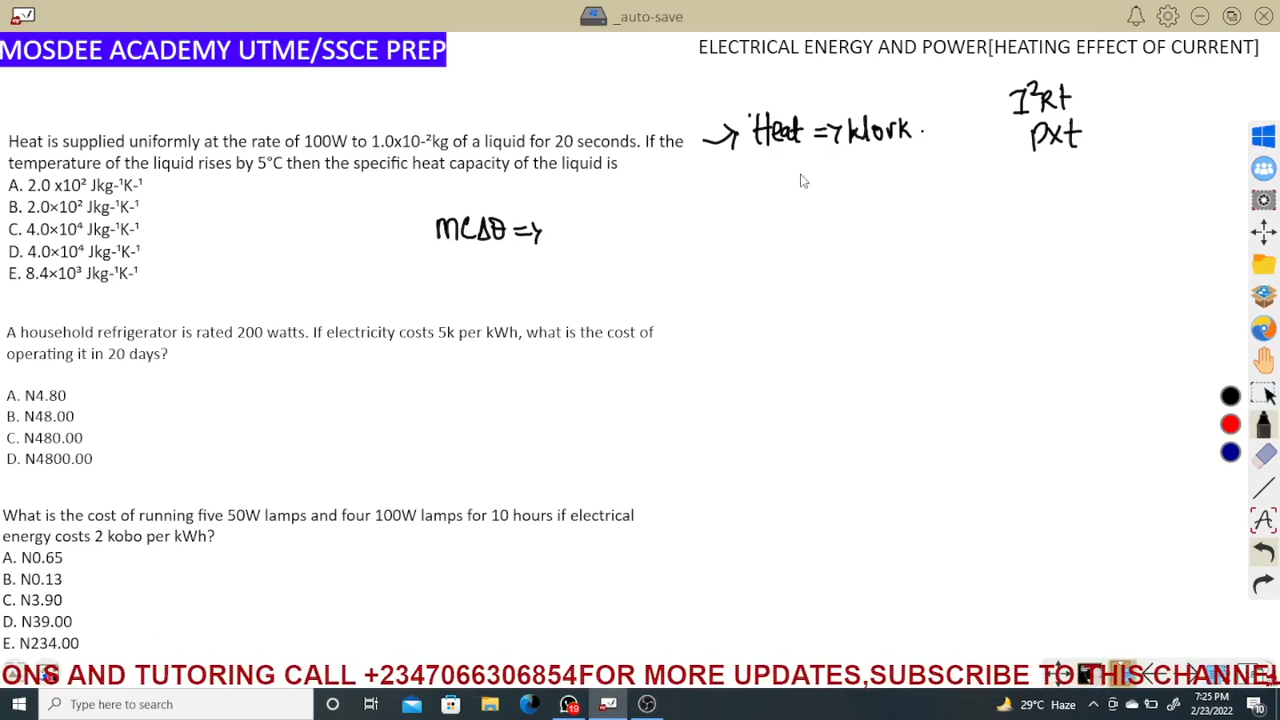 _auto-save
MOSDEE ACADEMY UTME/SSCE PREP
ELECTRICAL ENERGY AND POWER[HEATING EFFECT OF CURRENT]
I²Rt
→ Heat => Work .
Pxt
Heat is supplied uniformly at the rate of 100W to 1.0x10-²kg of a liquid for 20 seconds. If the
temperature of the liquid rises by 5°C then the specific heat capacity of the liquid is
A. 2.0 x10² Jkg-¹K-¹
B. 2.0×10² Jkg-¹K-¹
C. 4.0×10⁴ Jkg-¹K-¹
D. 4.0×10⁴ Jkg-¹K-¹
E. 8.4×10³ Jkg-¹K-¹
MCΔθ =>
A household refrigerator is rated 200 watts. If electricity costs 5k per kWh, what is the cost of
operating it in 20 days?
A. N4.80
B. N48.00
C. N480.00
D. N4800.00
What is the cost of running five 50W lamps and four 100W lamps for 10 hours if electrical
energy costs 2 kobo per kWh?
A. N0.65
B. N0.13
C. N3.90
D. N39.00
E. N234.00
ONS AND TUTORING CALL +2347066306854FOR MORE UPDATES,SUBSCRIBE TO THIS CHANNEL
Type here to search
19
29°C Haze
7:25 PM
2/23/2022
10